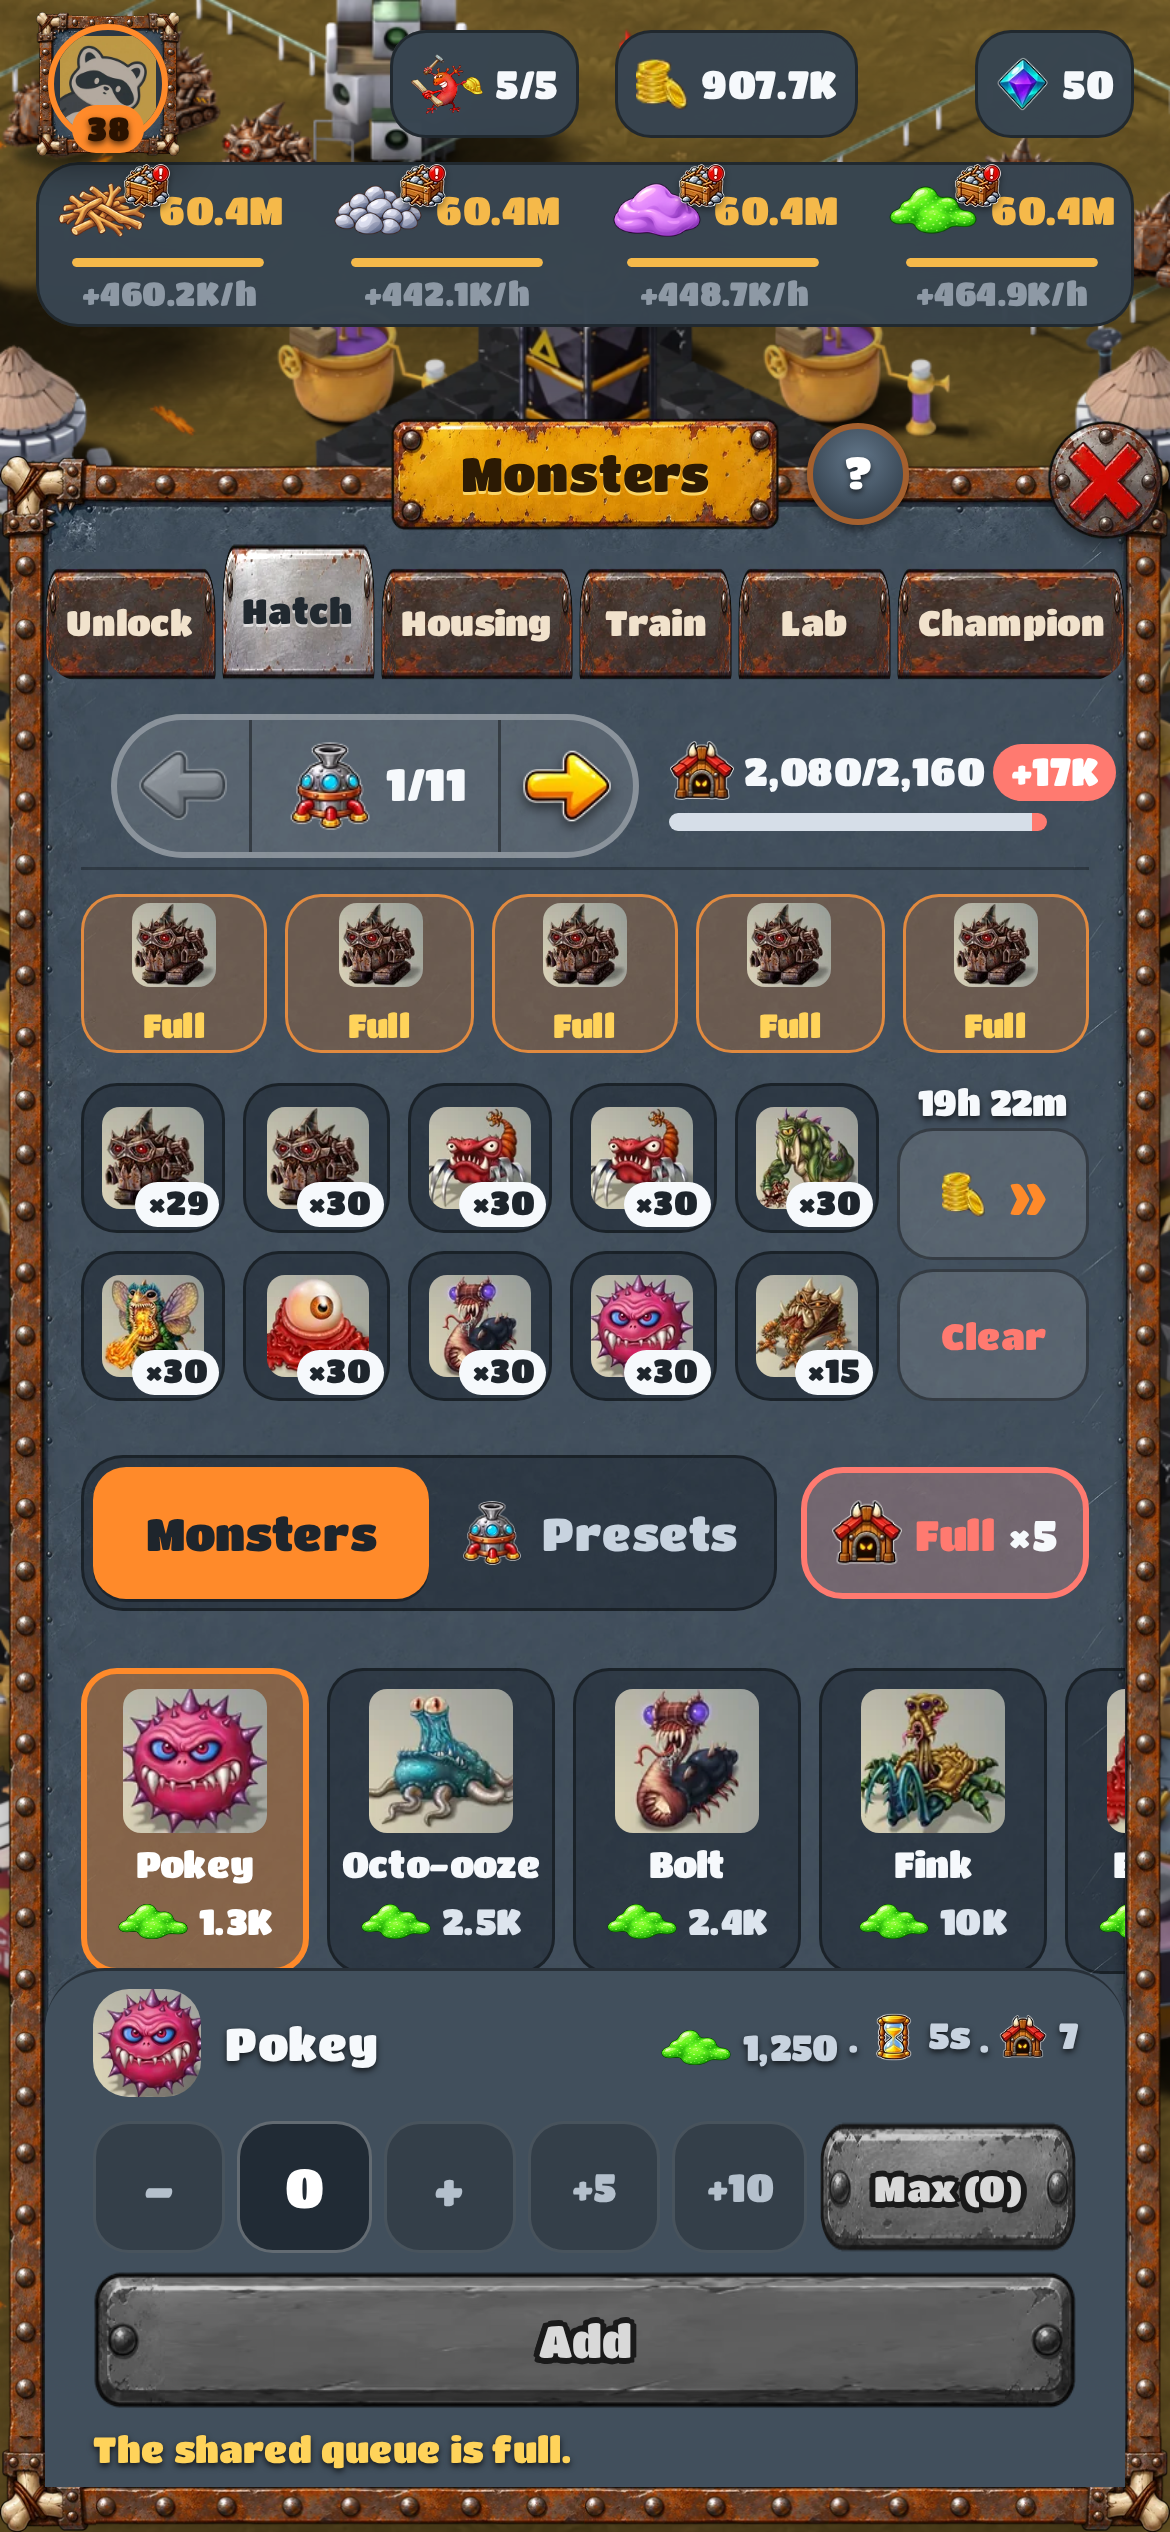 5/5
907.7K
50
38
60.4M
60.4M
60.4M
60.4M
+460.2K/h
+442.1K/h
+448.7K/h
+464.9K/h
Monsters
?
Unlock
Hatch
Housing
Train
Lab
Champion
1/11
2,080/2,160
+17K
Full
Full
Full
Full
Full
19h 22m
×29
×30
×30
×30
×30
×30
×30
×30
×30
×15
Clear
Monsters
Presets
Full ×5
Pokey
Octo-ooze
Bolt
Fink
1.3K
2.5K
2.4K
10K
Pokey
1,250 · 5s · 7
-
0
+
+5
+10
Max (0)
Add
The shared queue is full.